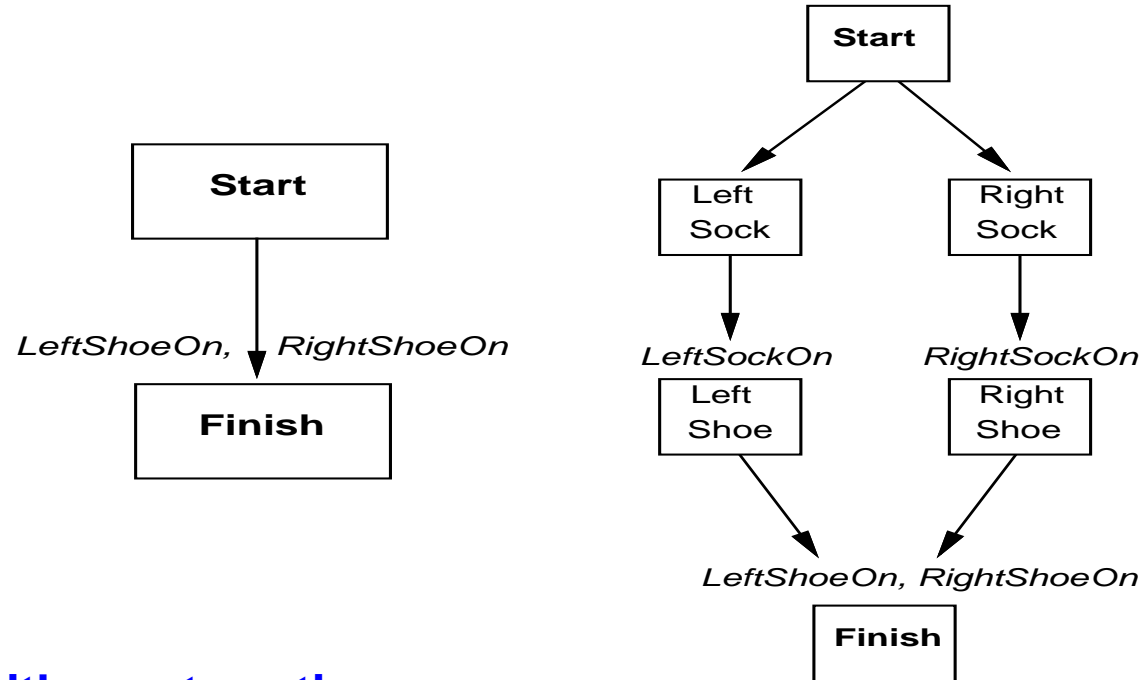 Start
LeftShoeOn, RightShoeOn
Finish
Start
Left
Sock
Right
Sock
LeftSockOn
RightSockOn
Left
Shoe
Right
Shoe
LeftShoeOn, RightShoeOn
Finish